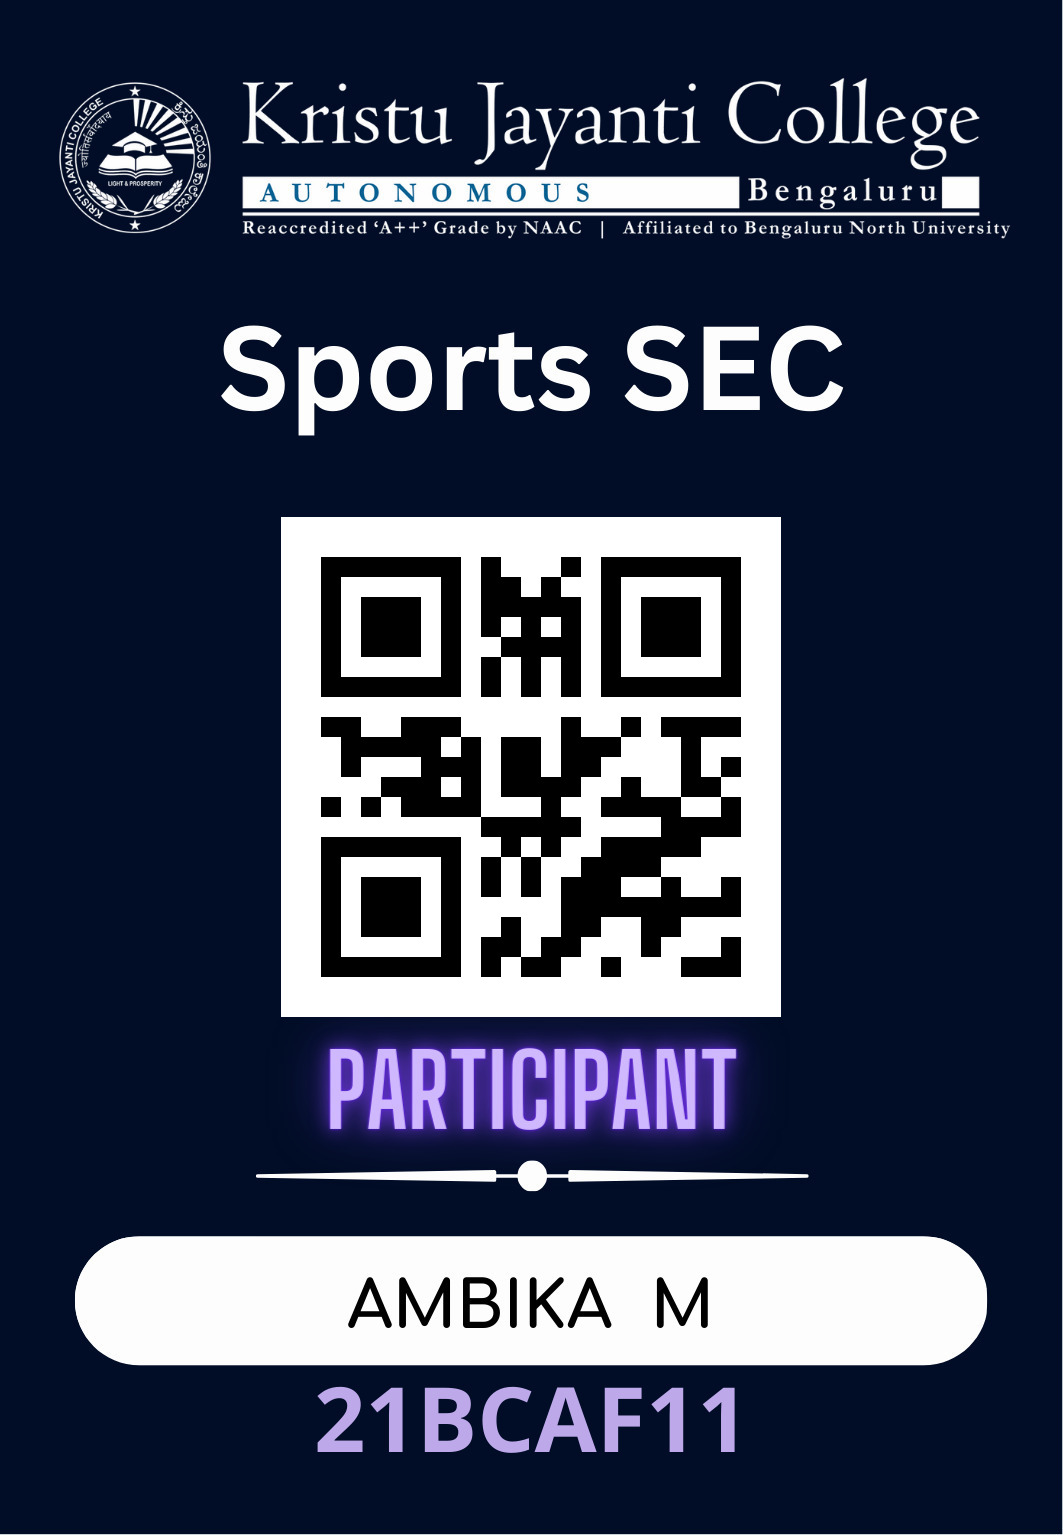 Kristu Jayanti College
AUTONOMOUS Bengaluru
Reaccredited ‘A++’ Grade by NAAC | Affiliated to Bengaluru North University
KRISTU JAYANTI COLLEGE
LIGHT & PROSPERITY
Sports SEC
PARTICIPANT
AMBIKA M
21BCAF11